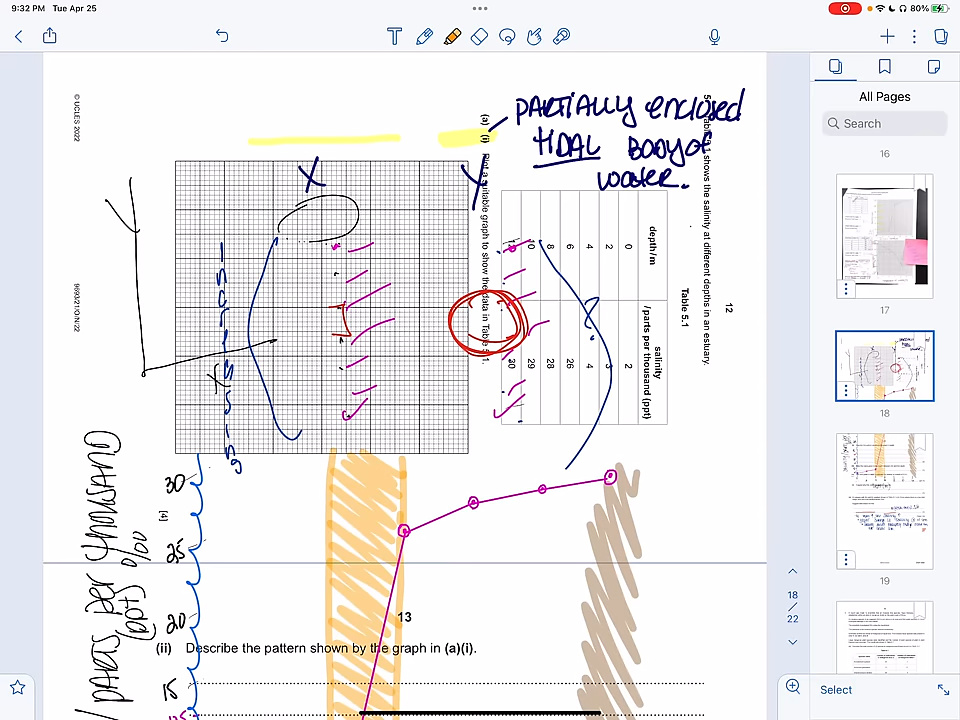 9:32 PM Tue Apr 25
80%
All Pages
Search
16
17
18
19
18
/
22
Select
© UCLES 2022
9693/21/O/N/22
12
5 Table 5.1 shows the salinity at different depths in an estuary.
Table 5.1
depth/m
salinity
/parts per thousand (ppt)
0 2
2 3
4 4
6 26
8 28
10 29
12 30
(a) (i) Plot a suitable graph to show the data in Table 5.1.
[4]
PARTIALLY enclosed
TIDAL BODY of
water.
X
Y
Y
X
30
25
20
15
PARTS per THOUSAND
(ppt) 0/00
13
(ii) Describe the pattern shown by the graph in (a)(i).